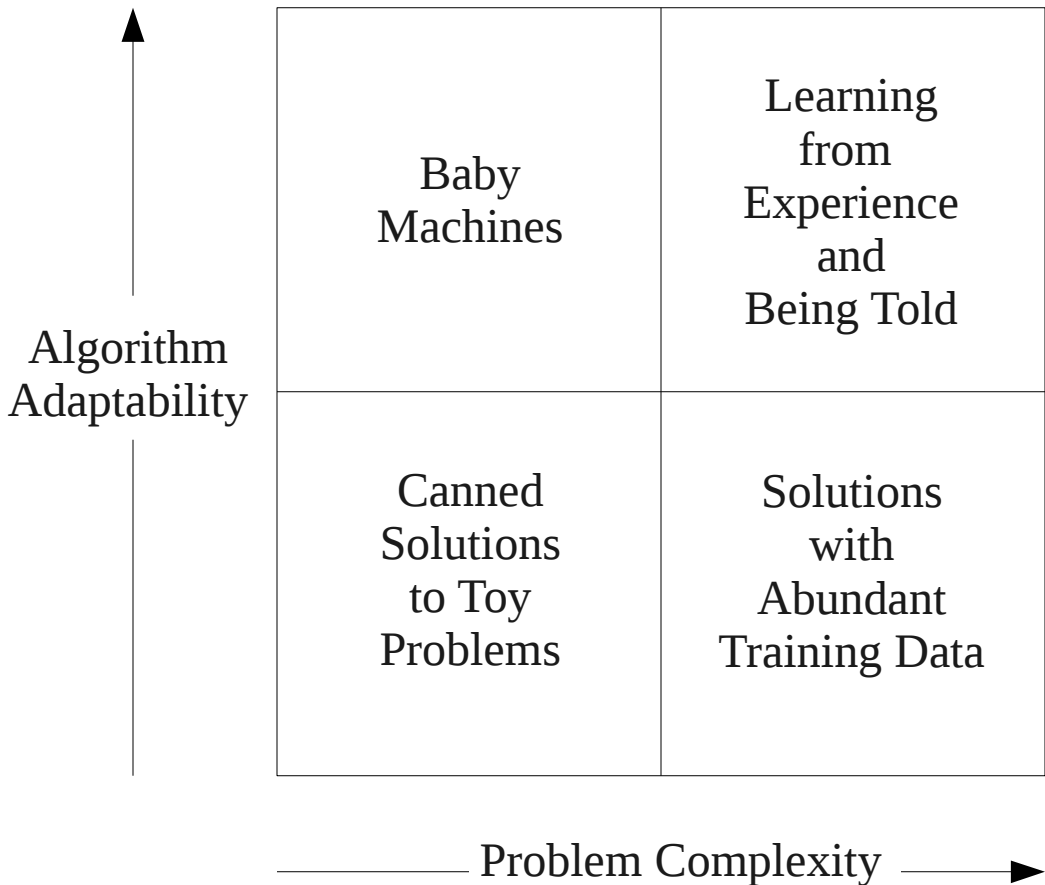 Baby
Machines
Learning
from
Experience
and
Being Told
Algorithm
Adaptability
Canned
Solutions
to Toy
Problems
Solutions
with
Abundant
Training Data
Problem Complexity